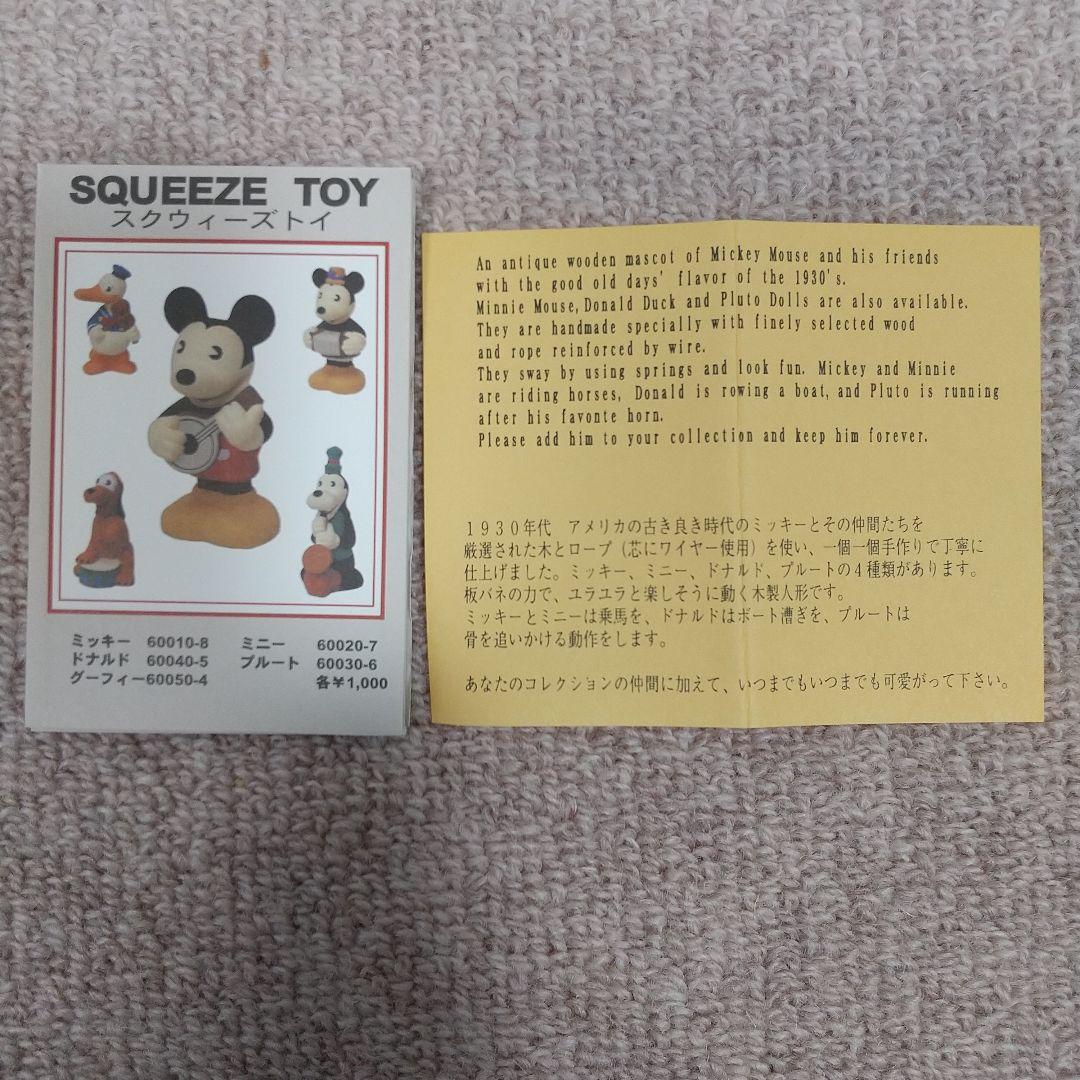 SQUEEZE TOY
スクウィーズトイ
ミッキー 60010-8 ミニー 60020-7
ドナルド 60040-5 プルート 60030-6
グーフィー60050-4 各¥1,000
An antique wooden mascot of Mickey Mouse and his friends
with the good old days' flavor of the 1930's.
Minnie Mouse,Donald Duck and Pluto Dolls are also available.
They are handmade specially with finely selected wood
and rope reinforced by wire.
They sway by using springs and look fun. Mickey and Minnie
are riding horses, Donald is rowing a boat, and Pluto is running
after his favonte horn.
Please add him to your collection and keep him forever.
1930年代 アメリカの古き良き時代のミッキーとその仲間たちを
厳選された木とロープ（芯にワイヤー使用）を使い、一個一個手作りで丁寧に
仕上げました。ミッキー、ミニー、ドナルド、プルートの4種類があります。
板バネの力で、ユラユラと楽しそうに動く木製人形です。
ミッキーとミニーは乗馬を、ドナルドはボート漕ぎを、プルートは
骨を追いかける動作をします。
あなたのコレクションの仲間に加えて、いつまでもいつまでも可愛がって下さい。